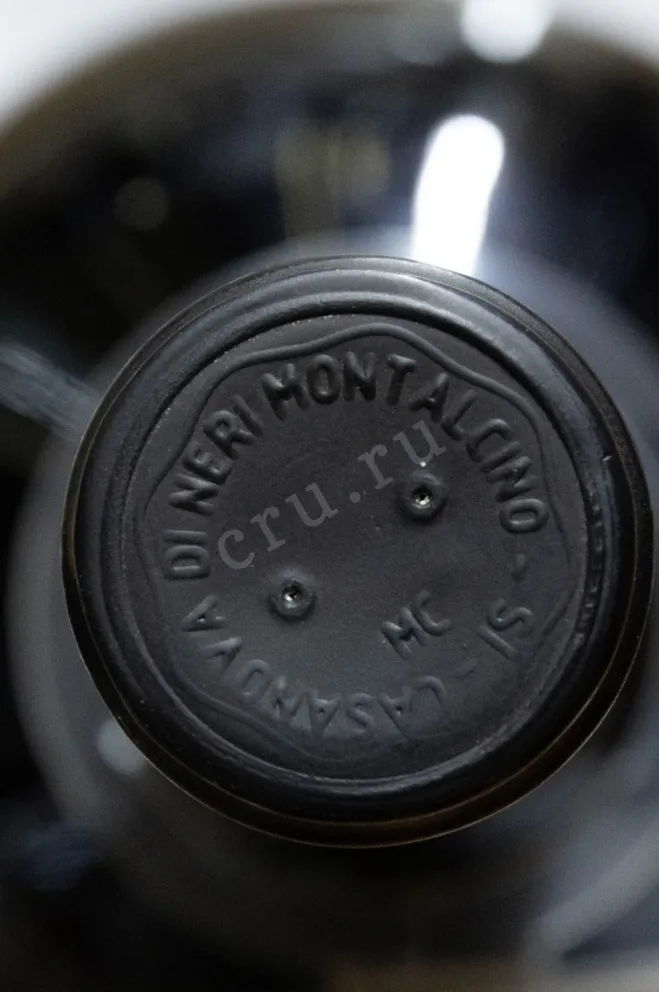 CASANOVA DI NERI MONTALCINO - SI -
MC
cru.ru